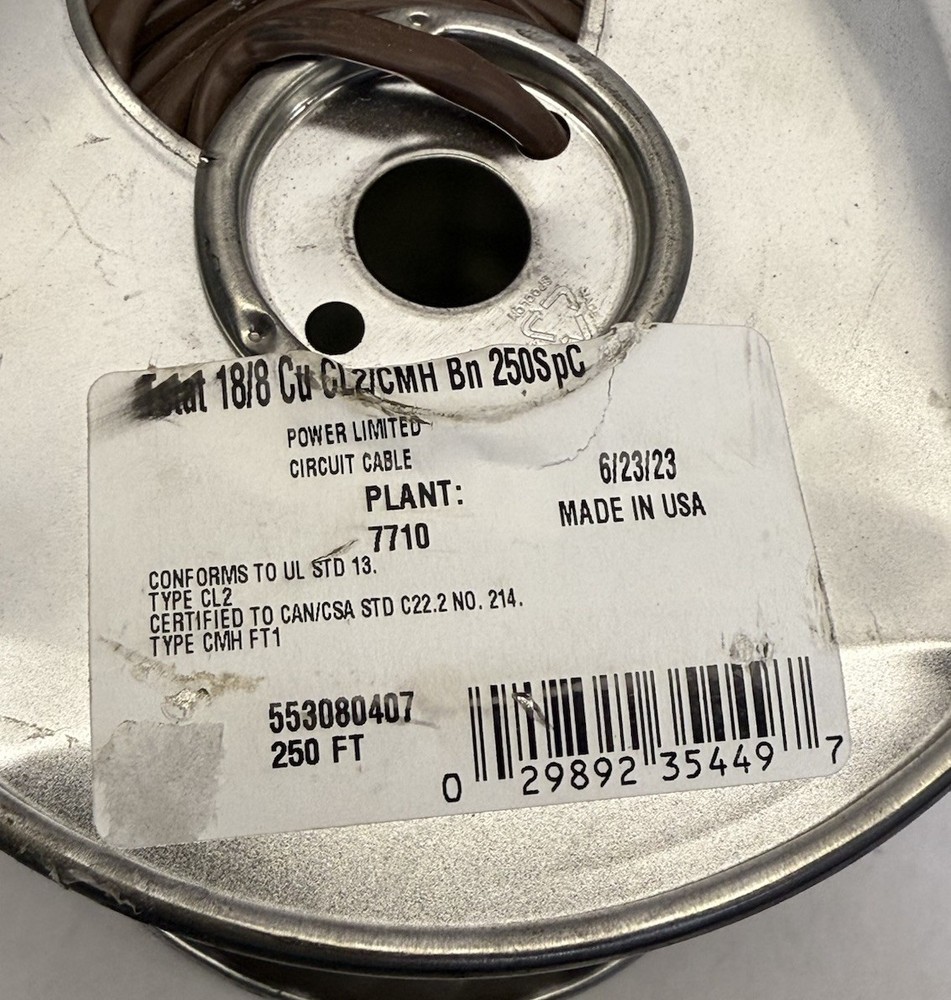 18/8 Cu CL2/CMH Bn 250SpC
POWER LIMITED
CIRCUIT CABLE
6/23/23
PLANT:
MADE IN USA
7710
CONFORMS TO UL STD 13.
TYPE CL2
CERTIFIED TO CAN/CSA STD C22.2 NO. 214.
TYPE CMH FT1
553080407
250 FT
0 29892 35449 7